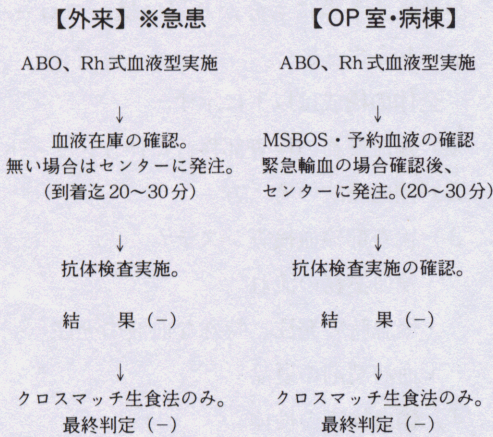 【外来】※急患
ABO、Rh式血液型実施
↓
血液在庫の確認。
無い場合はセンターに発注。
(到着迄20〜30分)
↓
抗体検査実施。
結　果（−）
↓
クロスマッチ生食法のみ。
最終判定（−）
【OP室・病棟】
ABO、Rh式血液型実施
↓
MSBOS・予約血液の確認
緊急輸血の場合確認後、
センターに発注。(20〜30分)
↓
抗体検査実施の確認。
結　果（−）
↓
クロスマッチ生食法のみ。
最終判定（−）